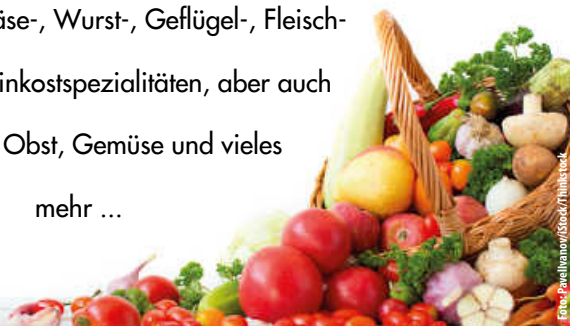 äse-, Wurst-, Geflügel-, Fleisch-
inkostspezialitäten, aber auch
Obst, Gemüse und vieles
mehr ...
Foto: PavelIvanov/iStock/Thinkstock